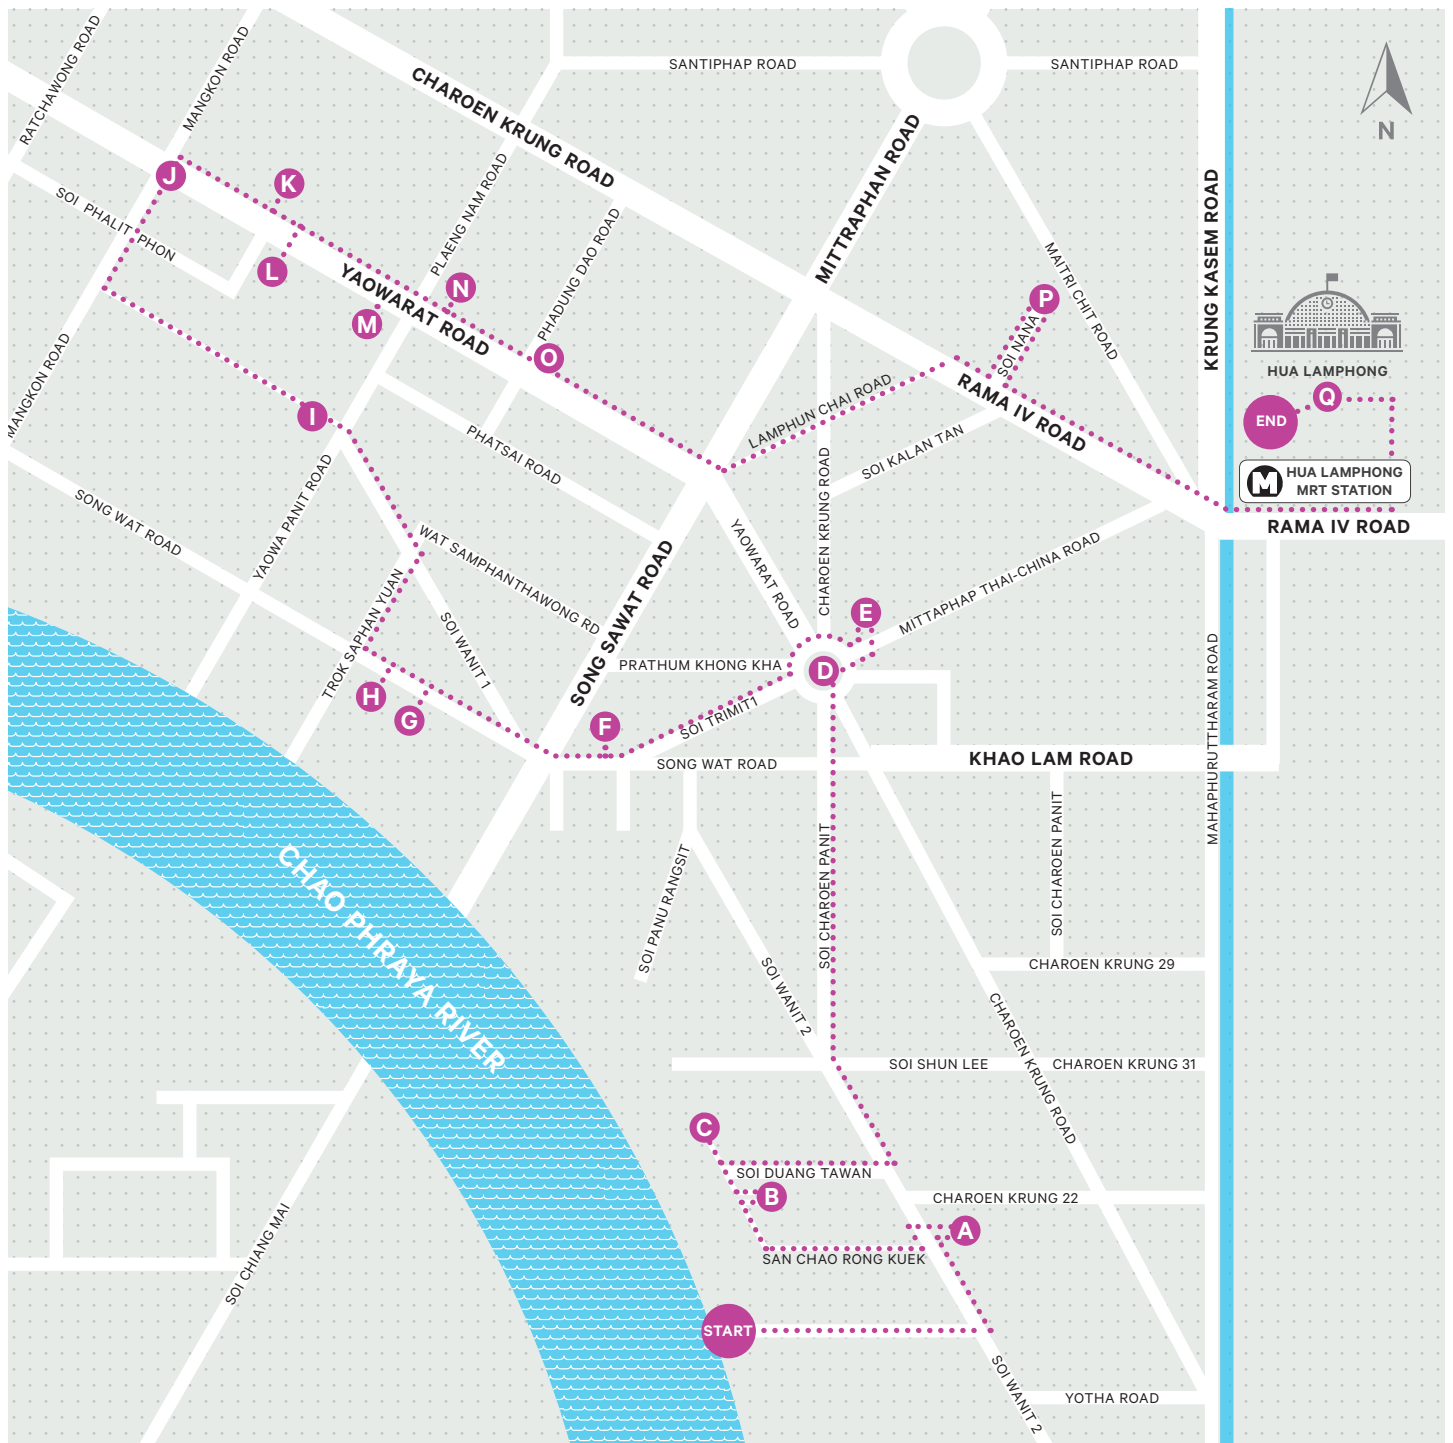 RATCHAWONG ROAD
MANGKON ROAD
CHAROEN KRUNG ROAD
SANTIPHAP ROAD
SANTIPHAP ROAD
N
MITTRAPHAN ROAD
KRUNG KASEM ROAD
J
K
SOI PHALIT PHON
L
PLAENG NAM ROAD
PHADUNG DAO ROAD
MAITRI CHIT ROAD
YAOWARAT ROAD
N
M
O
P
SOI NANA
HUA LAMPHONG
Q
END
HUA LAMPHONG
MRT STATION
M
RAMA IV ROAD
RAMA IV ROAD
LAMPHUN CHAI ROAD
SOI KALAN TAN
MANGKON ROAD
I
PHATSAI ROAD
SONG WAT ROAD
YAOWA PANIT ROAD
WAT SAMPHANTHAWONG RD
TROK SAPHAN YUAN
SOI WANIT 1
SONG SAWAT ROAD
YAOWARAT ROAD
CHAROEN KRUNG ROAD
MITTAPHAP THAI-CHINA ROAD
E
D
PRATHUM KHONG KHA
SOI TRIMIT1
H
G
F
SONG WAT ROAD
KHAO LAM ROAD
MAHAPHURUTTHARAM ROAD
CHAO PHRAYA RIVER
SOI PANU RANGSIT
SOI CHAROEN PANIT
SOI CHAROEN PANIT
SOI WANIT 2
CHAROEN KRUNG 29
CHAROEN KRUNG ROAD
SOI SHUN LEE
CHAROEN KRUNG 31
C
SOI DUANG TAWAN
B
CHAROEN KRUNG 22
A
SAN CHAO RONG KUEK
SOI CHIANG MAI
START
SOI WANIT 2
YOTHA ROAD